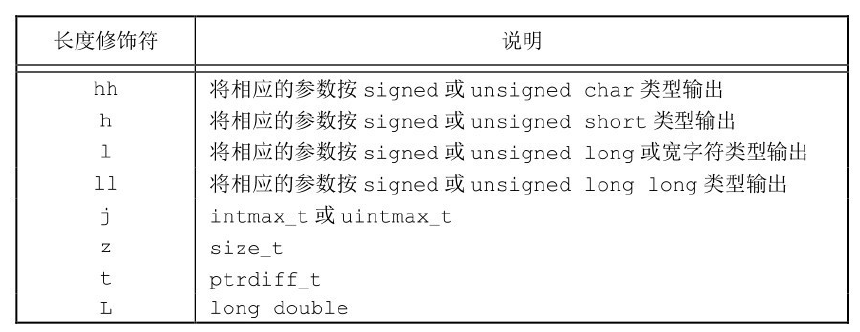 长度修饰符 说明
hh 将相应的参数按 signed 或 unsigned char 类型输出
h 将相应的参数按 signed 或 unsigned short 类型输出
l 将相应的参数按 signed 或 unsigned long 或宽字符类型输出
ll 将相应的参数按 signed 或 unsigned long long 类型输出
j intmax_t 或 uintmax_t
z size_t
t ptrdiff_t
L long double